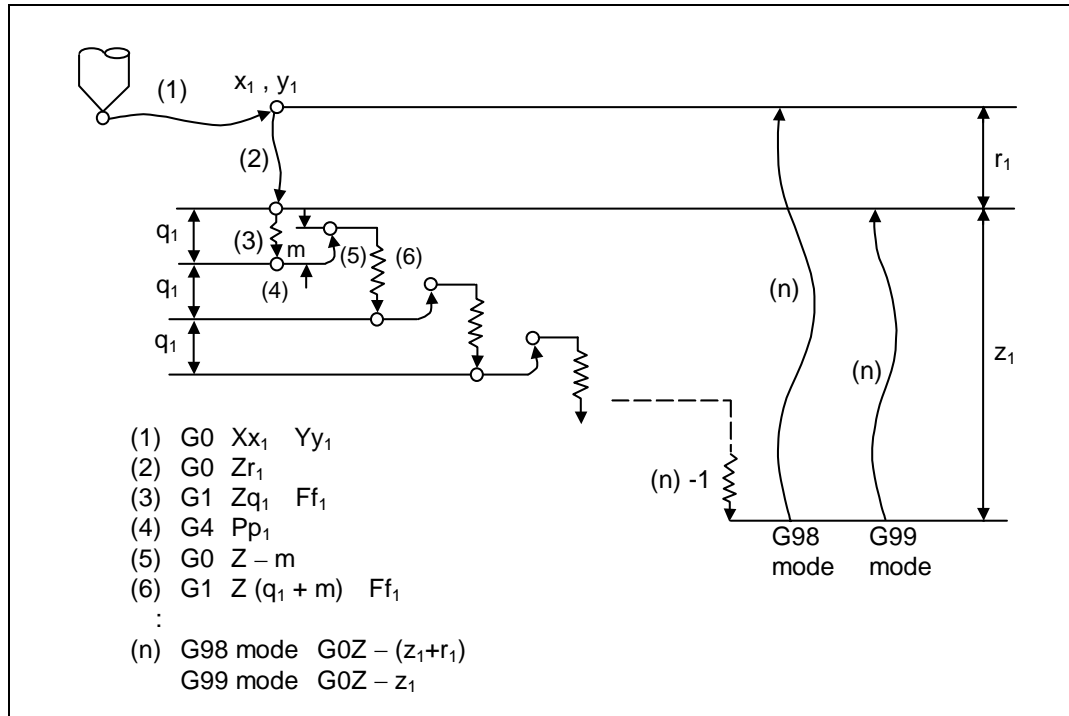 (1)
x₁ , y₁
(2)
r₁
q₁
(3)
m
(5)
(6)
(4)
q₁
(n)
q₁
z₁
(n)
(1) G0 Xx₁ Yy₁
(2) G0 Zr₁
(3) G1 Zq₁ Ff₁
(4) G4 Pp₁
(5) G0 Z – m
(6) G1 Z (q₁ + m) Ff₁
:
(n) G98 mode G0Z – (z₁+r₁)
G99 mode G0Z – z₁
(n) -1
G98
mode
G99
mode